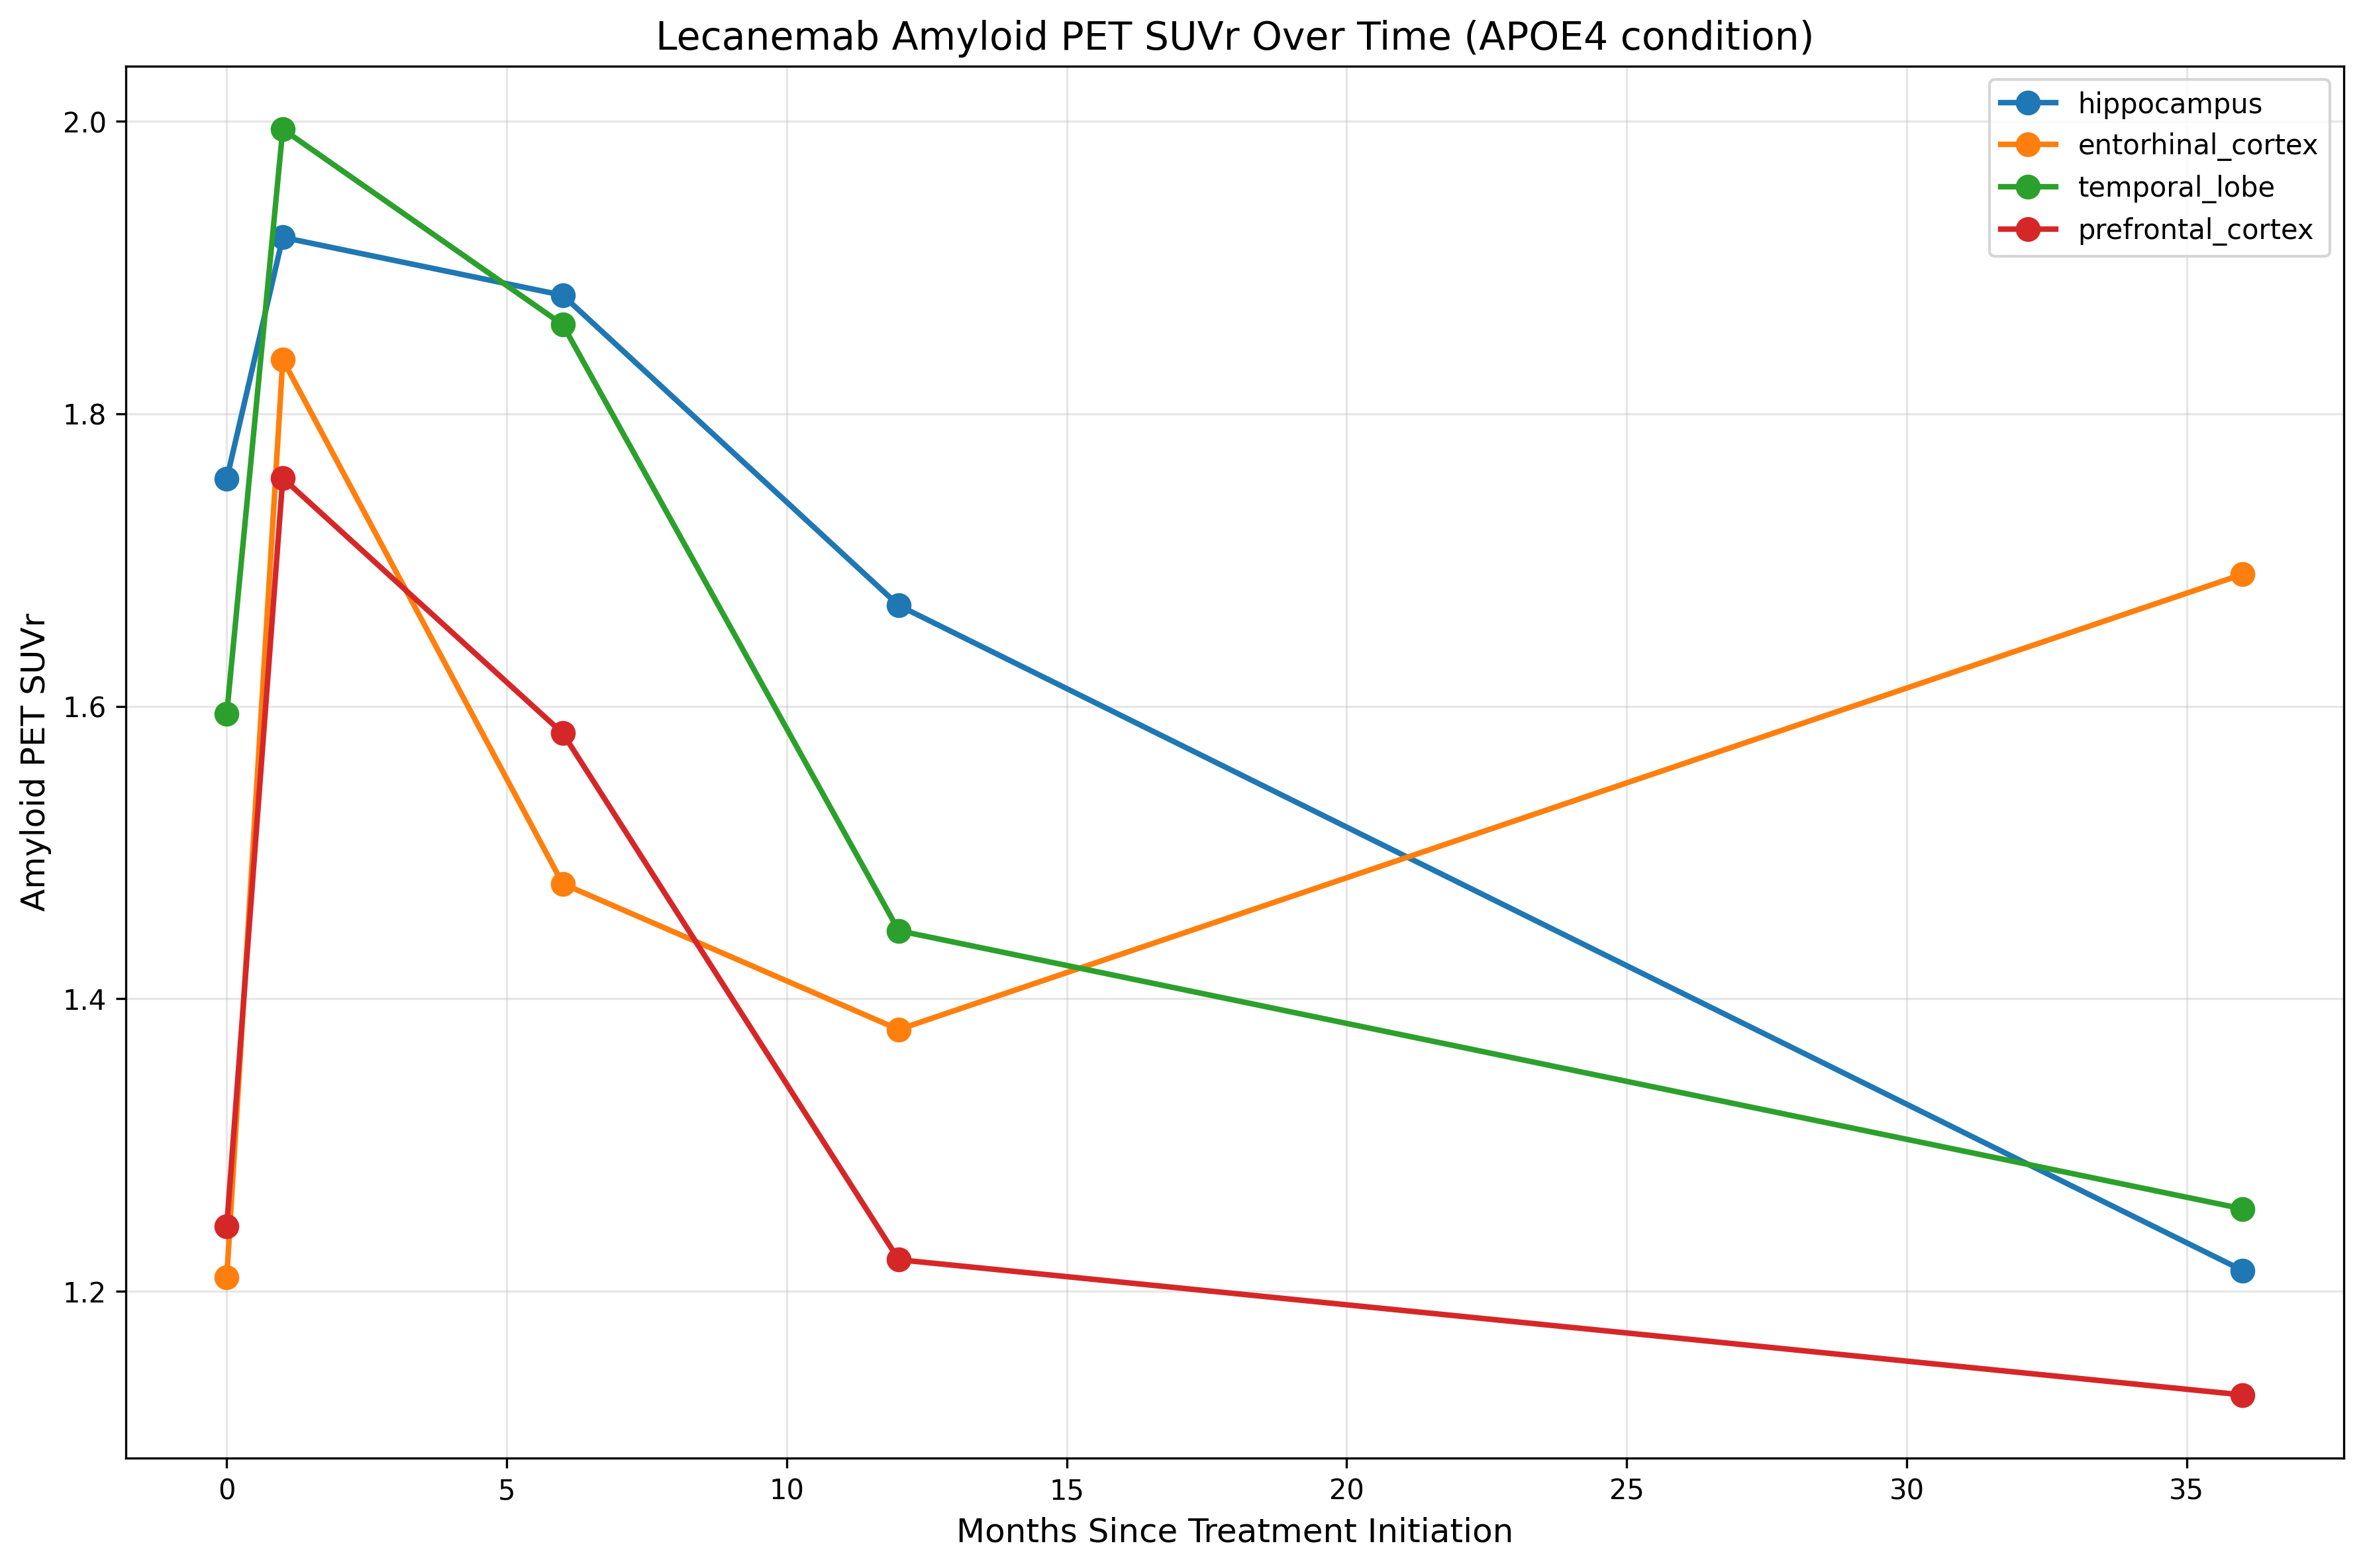 Lecanemab Amyloid PET SUVr Over Time (APOE4 condition)
hippocampus
entorhinal_cortex
temporal_lobe
prefrontal_cortex
Amyloid PET SUVr
2.0
1.8
1.6
1.4
1.2
0 5 10 15 20 25 30 35
Months Since Treatment Initiation